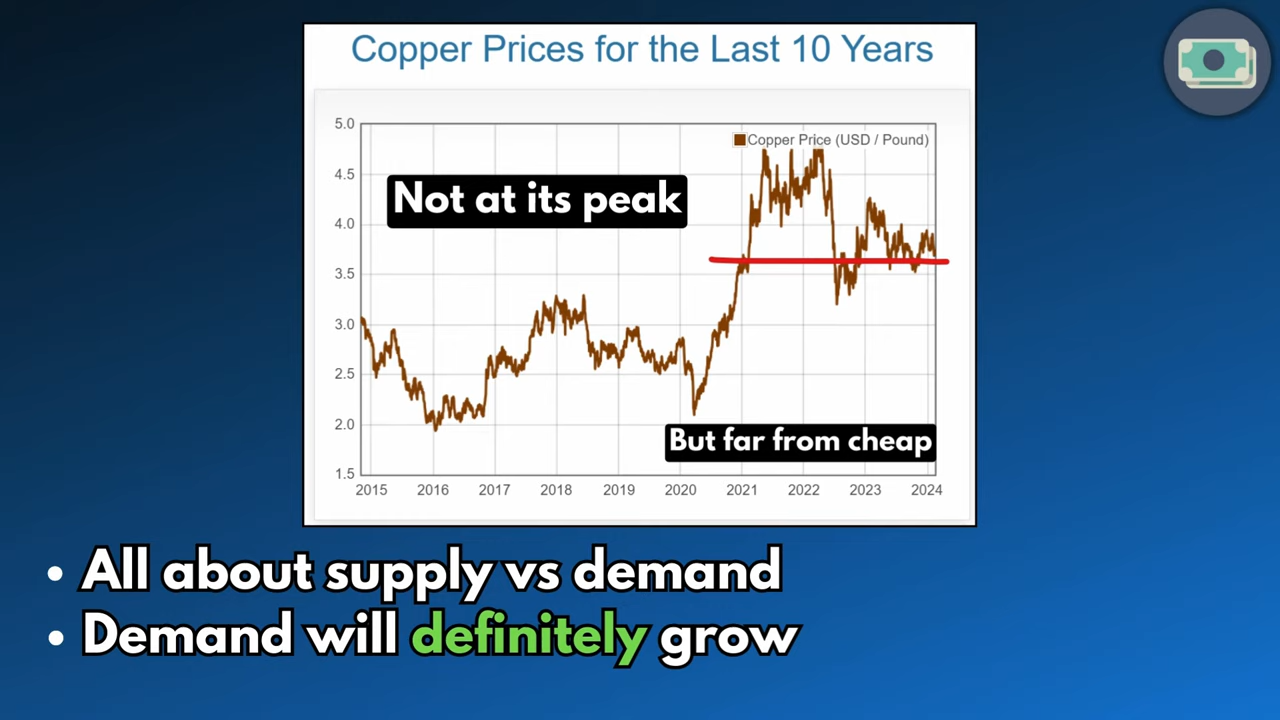 Copper Prices for the Last 10 Years
5.0
Copper Price (USD / Pound)
4.5
Not at its peak
4.0
3.5
3.0
2.5
2.0
But far from cheap
1.5
2015 2016 2017 2018 2019 2020 2021 2022 2023 2024
• All about supply vs demand
• Demand will definitely grow